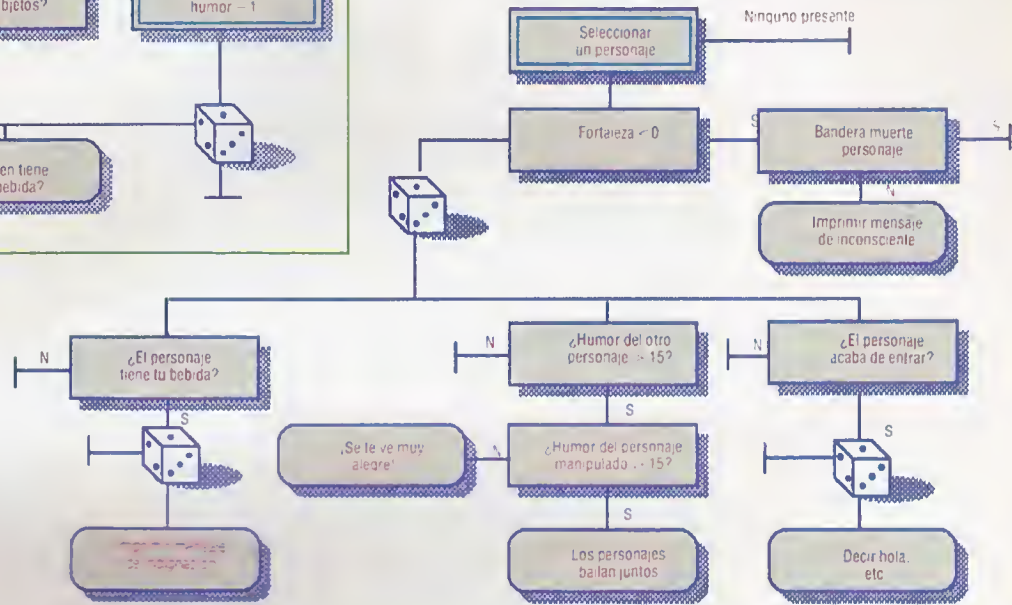 bjetos?
humor – 1
en tiene
ebida?
Seleccionar
un personaje
Ninguno presente
Fortaleza < 0
S
Bandera muerte
personaje
S
N
Imprimir mensaje
de inconsciente
N
¿El personaje
tiene tu bebida?
S
N
¿Humor del otro
personaje > 15?
S
N
¿El personaje
acaba de entrar?
S
¡Se le ve muy
alegre!
N
¿Humor del personaje
manipulado > 15?
S
Los personajes
bailan juntos
Decir hola,
etc